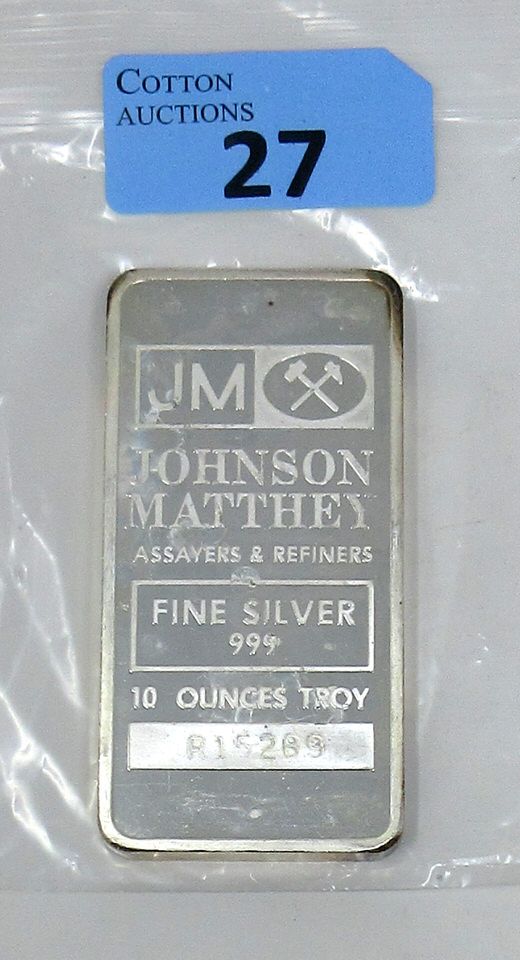 COTTON
AUCTIONS
27
JM
JOHNSON
MATTHEY
ASSAYERS & REFINERS
FINE SILVER
999
10 OUNCES TROY
R15289